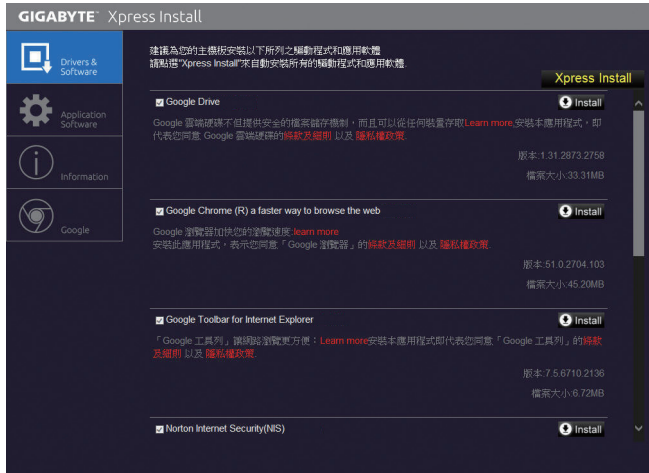 GIGABYTE™ Xpress Install
Drivers &
Software
Application
Software
Information
Google
建議為您的主機板安裝以下所列之驅動程式和應用軟體
請點選"Xpress Install"來自動安裝所有的驅動程式和應用軟體.
Xpress Install
Google Drive
Install
Google 雲端硬碟不但提供安全的檔案儲存機制，而且可以從任何裝置存取Learn more,安裝本應用程式，即
代表您同意 Google 雲端硬碟的條款及細則 以及 隱私權政策.
版本:1.31.2873.2758
檔案大小:33.31MB
Google Chrome (R) a faster way to browse the web
Install
Google 瀏覽器加快您的瀏覽速度:learn more
安裝此應用程式，表示您同意「Google 瀏覽器」的條款及細則 以及 隱私權政策.
版本:51.0.2704.103
檔案大小:45.20MB
Google Toolbar for Internet Explorer
Install
「Google 工具列」讓網路瀏覽更方便：Learn more安裝本應用程式即代表您同意「Google 工具列」的條款
及細則 以及 隱私權政策.
版本:7.5.6710.2136
檔案大小:6.72MB
Norton Internet Security(NIS)
Install